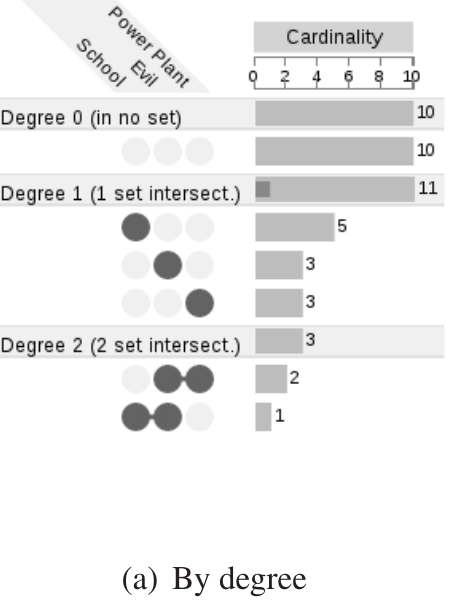 School
Evil
Power Plant
Cardinality
0 2 4 6 8 10
Degree 0 (in no set) 10
10
Degree 1 (1 set intersect.) 11
5
3
3
Degree 2 (2 set intersect.) 3
2
1
(a) By degree